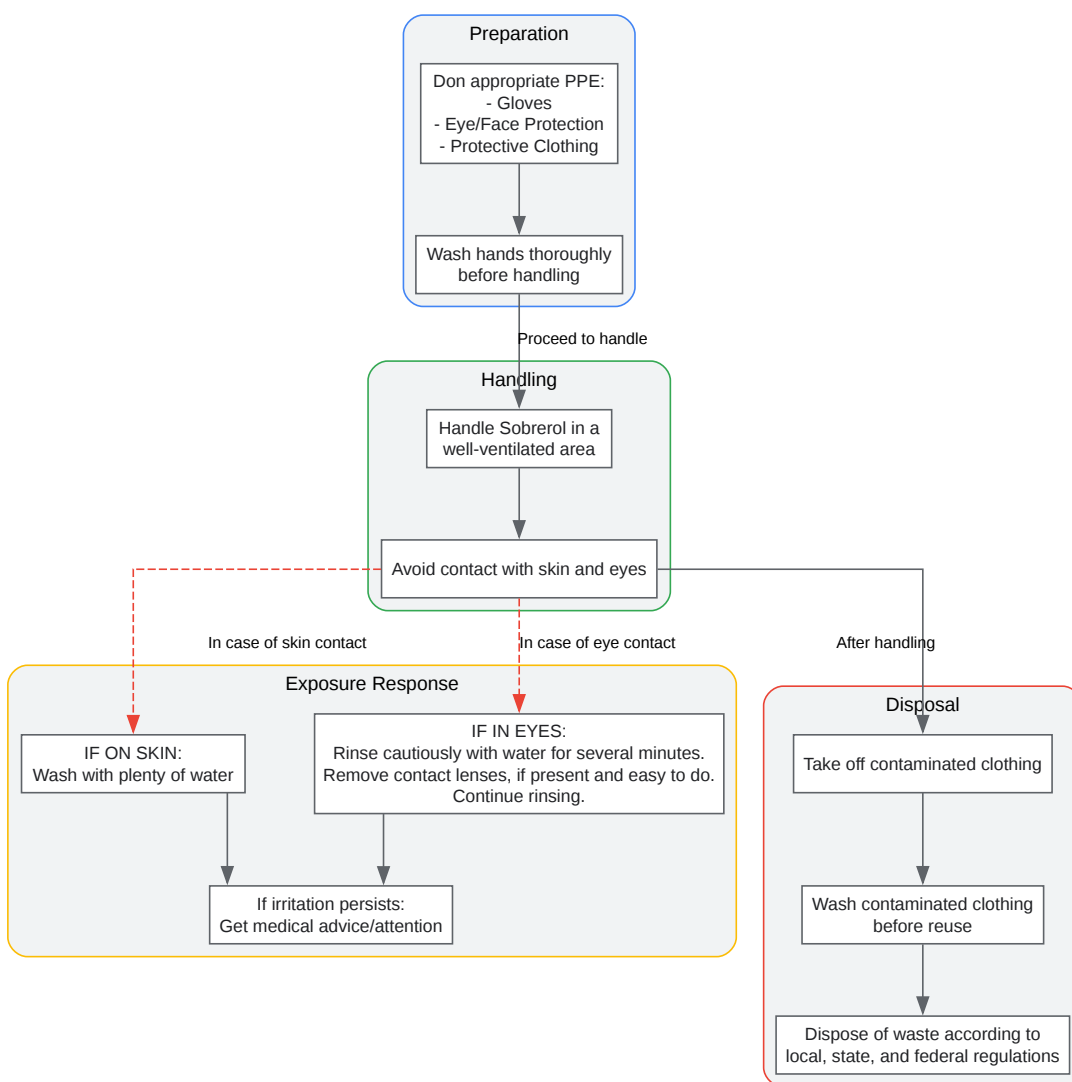 Preparation
Don appropriate PPE:
- Gloves
- Eye/Face Protection
- Protective Clothing
Wash hands thoroughly
before handling
Proceed to handle
Handling
Handle Sobrerol in a
well-ventilated area
Avoid contact with skin and eyes
In case of skin contact
In case of eye contact
After handling
Exposure Response
IF ON SKIN:
Wash with plenty of water
IF IN EYES:
Rinse cautiously with water for several minutes.
Remove contact lenses, if present and easy to do.
Continue rinsing.
If irritation persists:
Get medical advice/attention
Disposal
Take off contaminated clothing
Wash contaminated clothing
before reuse
Dispose of waste according to
local, state, and federal regulations